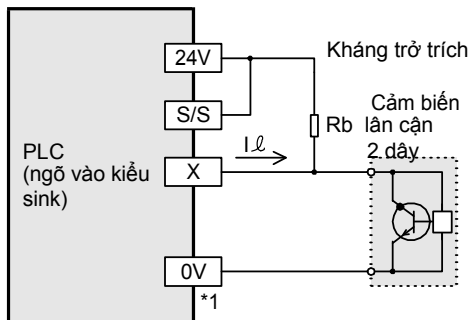 24V
Kháng trở trích
S/S
Rb
Cảm biến
lân cận
2 dây
PLC
(ngõ vào kiểu
sink)
X
Iℓ
0V
*1